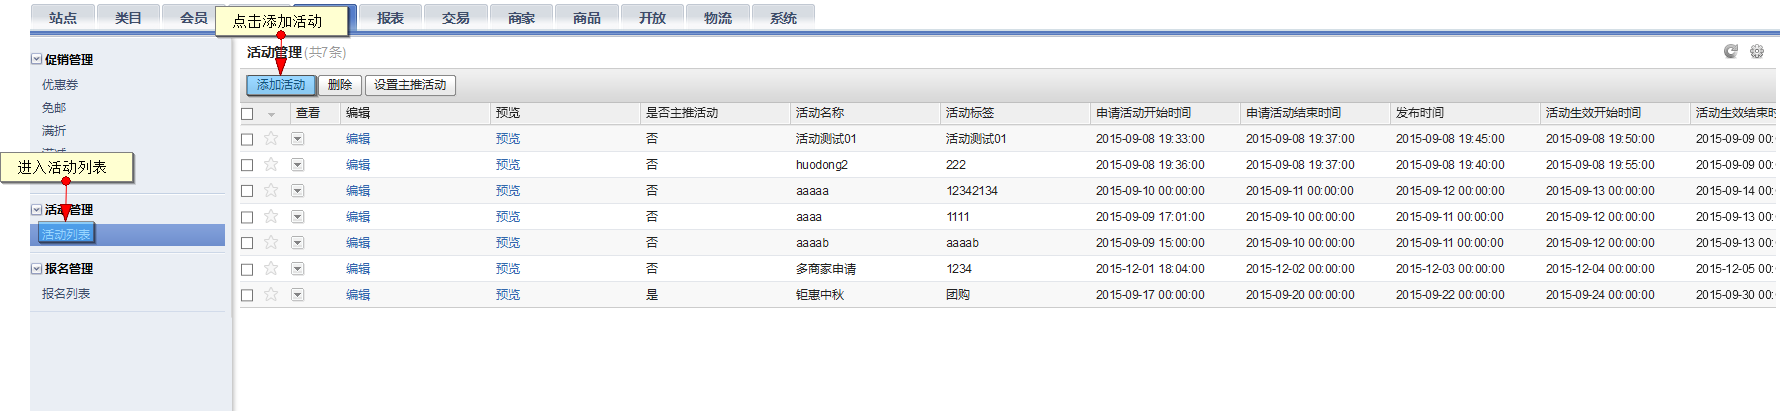 站点 类目 会员 报表 交易 商家 商品 开放 物流 系统
点击添加活动
活动管理(共7条)
促销管理
优惠券
免邮
满折
进入活动列表
活动管理
活动列表
报名管理
报名列表
添加活动 删除 设置主推活动
查看 编辑 预览 是否主推活动 活动名称 活动标签 申请活动开始时间 申请活动结束时间 发布时间 活动生效开始时间 活动生效结束时
编辑 预览 否 活动测试01 活动测试01 2015-09-08 19:33:00 2015-09-08 19:37:00 2015-09-08 19:45:00 2015-09-08 19:50:00 2015-09-09 00:
编辑 预览 否 huodong2 222 2015-09-08 19:36:00 2015-09-08 19:37:00 2015-09-08 19:40:00 2015-09-08 19:55:00 2015-09-09 00:
编辑 预览 否 aaaaa 12342134 2015-09-10 00:00:00 2015-09-11 00:00:00 2015-09-12 00:00:00 2015-09-13 00:00:00 2015-09-14 00:
编辑 预览 否 aaaa 1111 2015-09-09 17:01:00 2015-09-10 00:00:00 2015-09-11 00:00:00 2015-09-12 00:00:00 2015-09-13 00:
编辑 预览 否 aaaab aaaab 2015-09-09 15:00:00 2015-09-10 00:00:00 2015-09-11 00:00:00 2015-09-12 00:00:00 2015-09-13 00:
编辑 预览 否 多商家申请 1234 2015-12-01 18:04:00 2015-12-02 00:00:00 2015-12-03 00:00:00 2015-12-04 00:00:00 2015-12-05 00:
编辑 预览 是 钜惠中秋 团购 2015-09-17 00:00:00 2015-09-20 00:00:00 2015-09-22 00:00:00 2015-09-24 00:00:00 2015-09-30 00: